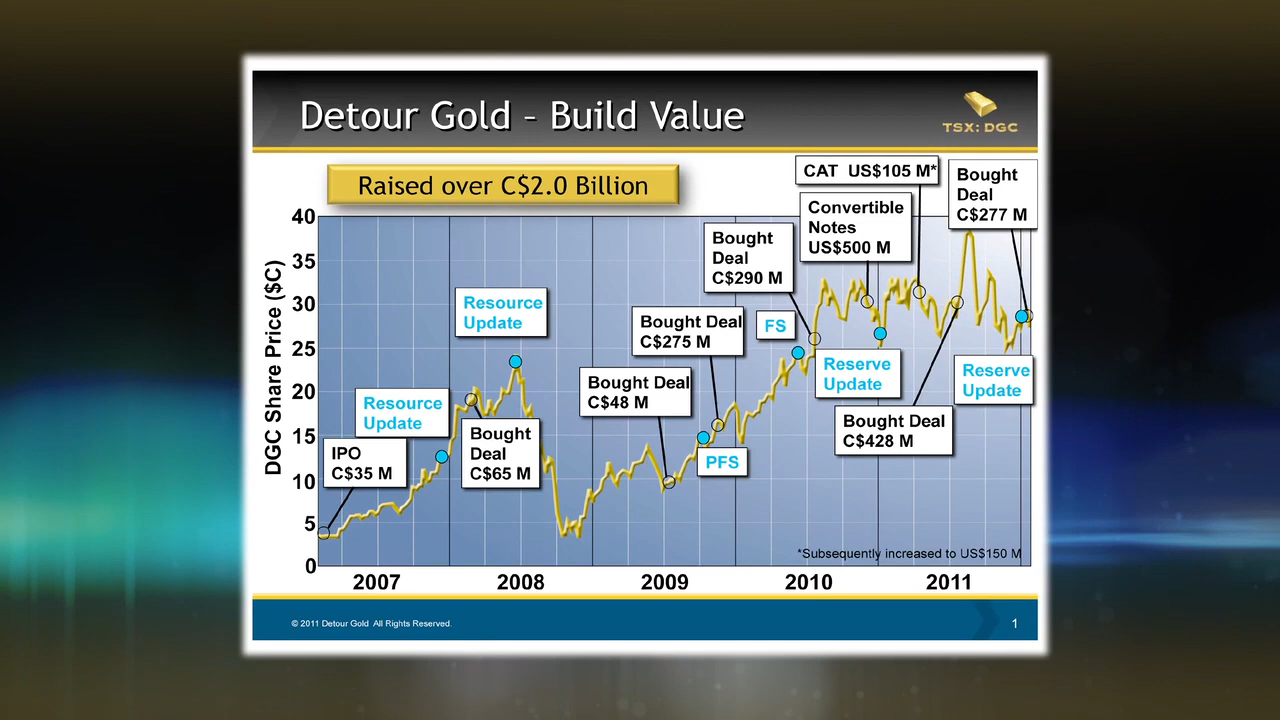 Detour Gold – Build Value
TSX: DGC
Raised over C$2.0 Billion
CAT US$105 M*
Bought
Deal
C$277 M
Convertible
Notes
US$500 M
Bought
Deal
C$290 M
Resource
Update
Bought Deal
C$275 M
FS
Reserve
Update
Reserve
Update
Bought Deal
C$48 M
Resource
Update
Bought Deal
C$428 M
Bought
Deal
C$65 M
IPO
C$35 M
PFS
DGC Share Price ($C)
40
35
30
25
20
15
10
5
0
*Subsequently increased to US$150 M
2007 2008 2009 2010 2011
© 2011 Detour Gold All Rights Reserved.
1